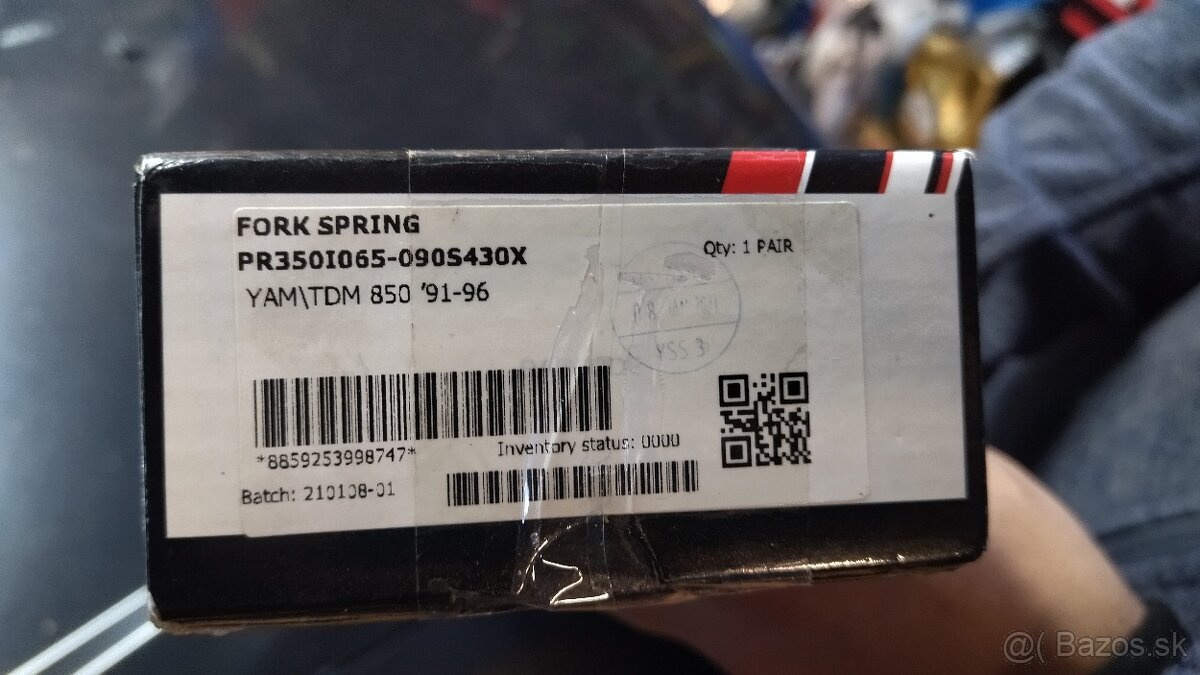 FORK SPRING
PR350I065-090S430X
Qty: 1 PAIR
YAM\TDM 850 '91-96
YSS 3
*8859253998747*
Inventory status: 0000
Batch: 210108-01
@( Bazos.sk